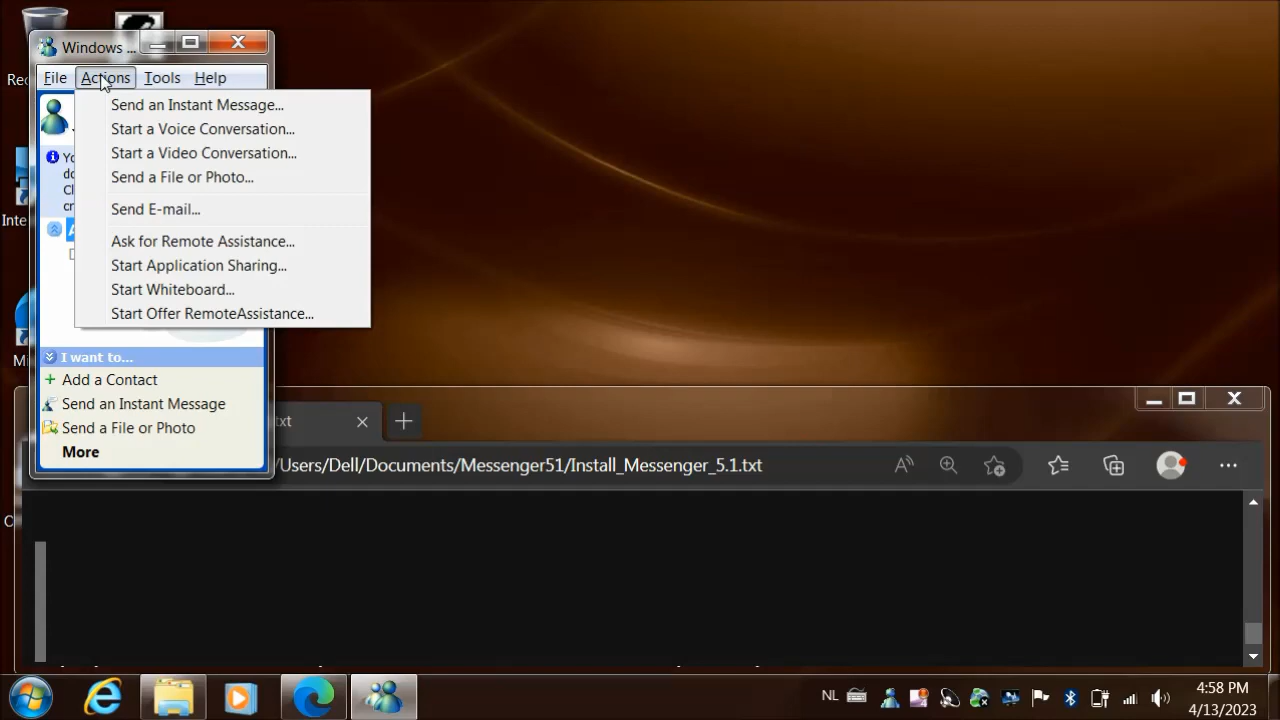 Windows ...
File Actions Tools Help
Send an Instant Message...
Start a Voice Conversation...
Start a Video Conversation...
Send a File or Photo...
Send E-mail...
Ask for Remote Assistance...
Start Application Sharing...
Start Whiteboard...
Start Offer RemoteAssistance...
I want to...
Add a Contact
Send an Instant Message
Send a File or Photo
More
txt
/Users/Dell/Documents/Messenger51/Install_Messenger_5.1.txt
NL
4:58 PM
4/13/2023